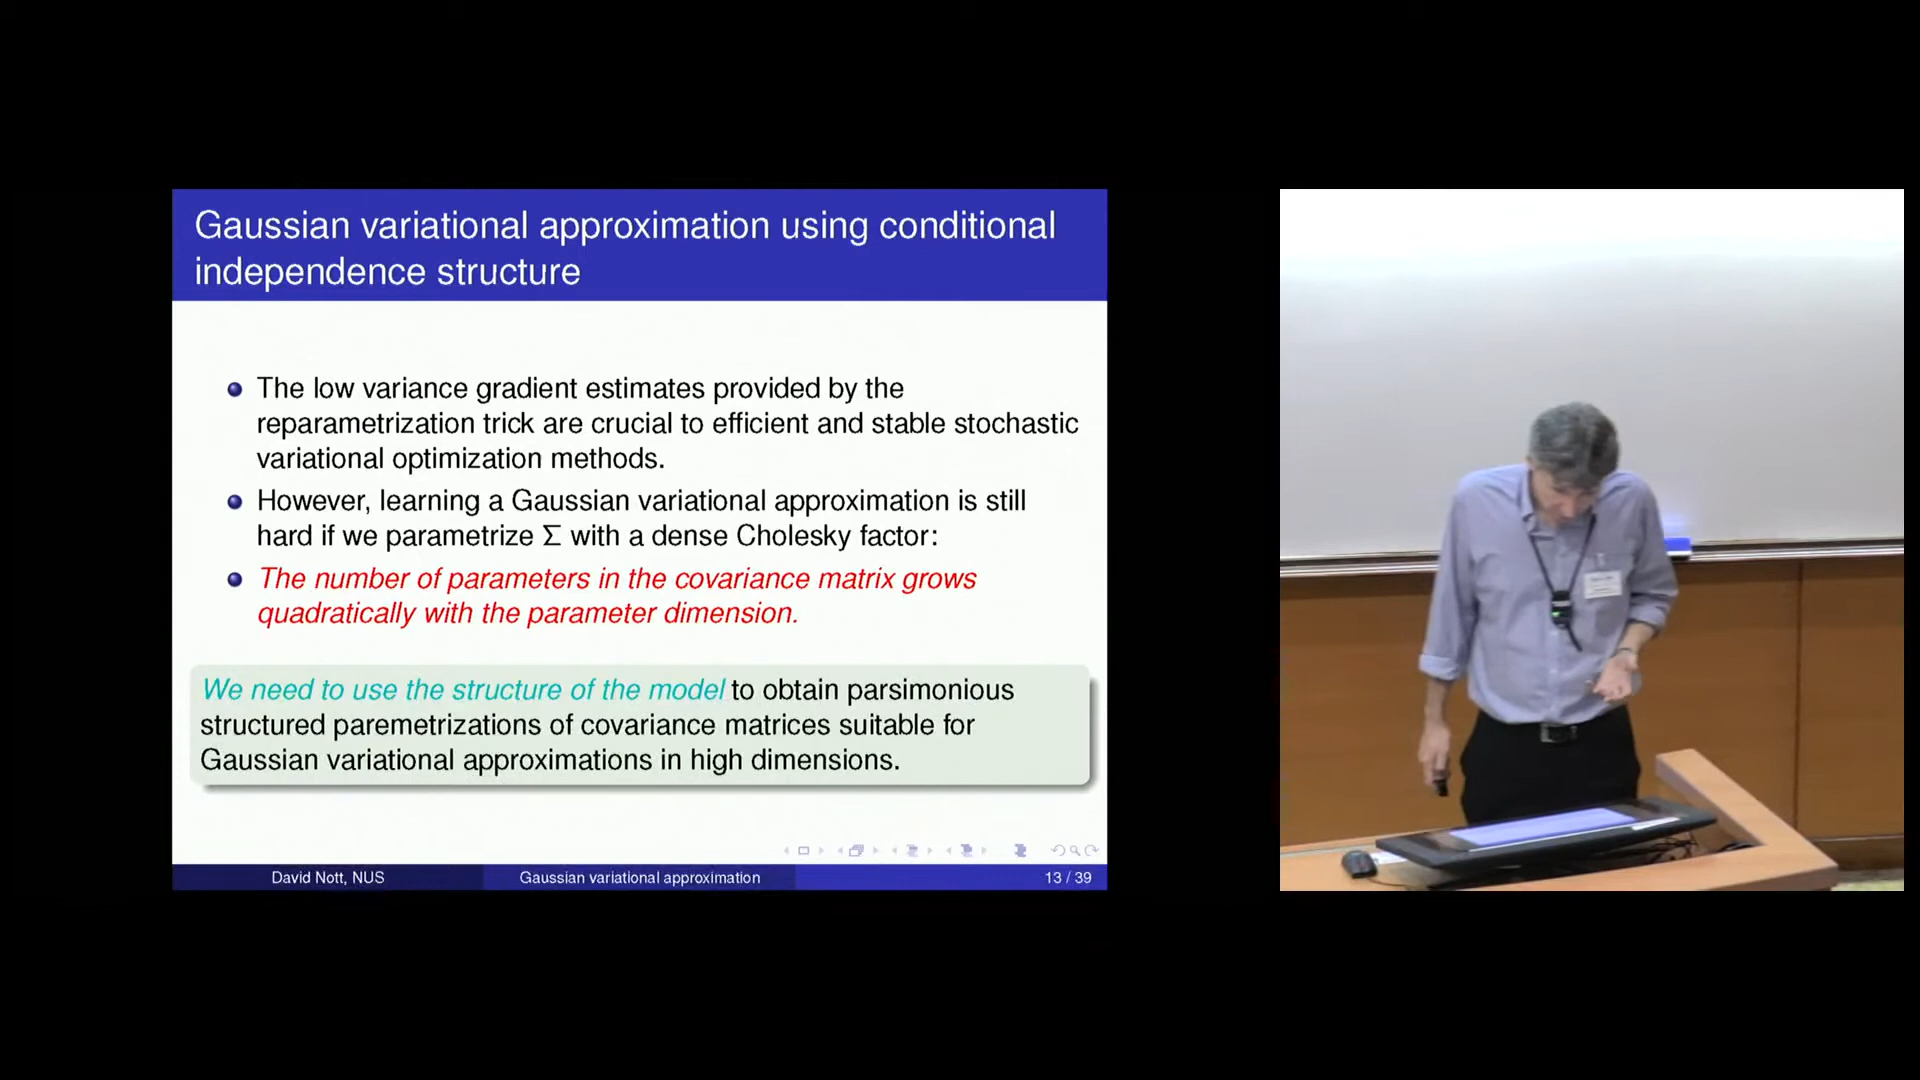 Gaussian variational approximation using conditional
independence structure
The low variance gradient estimates provided by the
reparametrization trick are crucial to efficient and stable stochastic
variational optimization methods.
However, learning a Gaussian variational approximation is still
hard if we parametrize Σ with a dense Cholesky factor:
The number of parameters in the covariance matrix grows
quadratically with the parameter dimension.
We need to use the structure of the model to obtain parsimonious
structured paremetrizations of covariance matrices suitable for
Gaussian variational approximations in high dimensions.
David Nott, NUS
Gaussian variational approximation
13 / 39